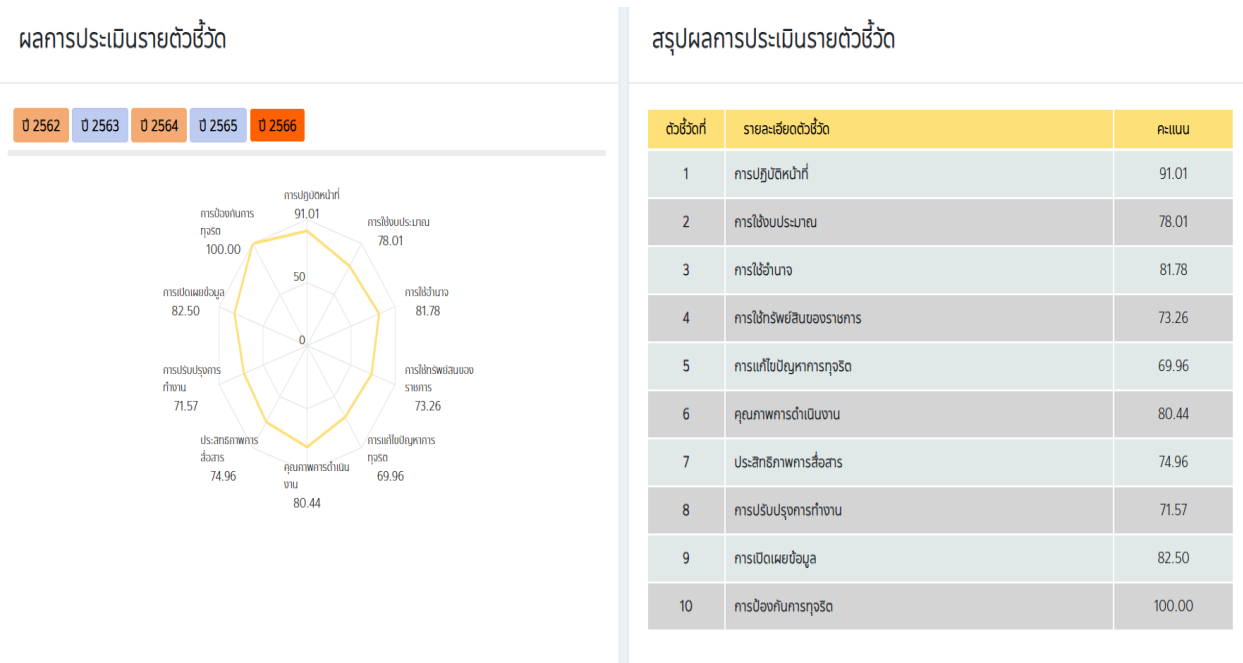 ผลการประเมินรายตัวชี้วัด
ปี 2562 ปี 2563 ปี 2564 ปี 2565 ปี 2566
การปฏิบัติหน้าที่
91.01
การใช้งบประมาณ
78.01
การใช้อำนาจ
81.78
การใช้ทรัพย์สินของ
ราชการ
73.26
การแก้ไขปัญหาการ
ทุจริต
69.96
คุณภาพการดำเนิน
งาน
80.44
ประสิทธิภาพการ
สื่อสาร
74.96
การปรับปรุงการ
ทำงาน
71.57
การเปิดเผยข้อมูล
82.50
การป้องกันการ
ทุจริต
100.00
50
0
สรุปผลการประเมินรายตัวชี้วัด
ตัวชี้วัดที่ รายละเอียดตัวชี้วัด คะแนน
1 การปฏิบัติหน้าที่ 91.01
2 การใช้งบประมาณ 78.01
3 การใช้อำนาจ 81.78
4 การใช้ทรัพย์สินของราชการ 73.26
5 การแก้ไขปัญหาการทุจริต 69.96
6 คุณภาพการดำเนินงาน 80.44
7 ประสิทธิภาพการสื่อสาร 74.96
8 การปรับปรุงการทำงาน 71.57
9 การเปิดเผยข้อมูล 82.50
10 การป้องกันการทุจริต 100.00